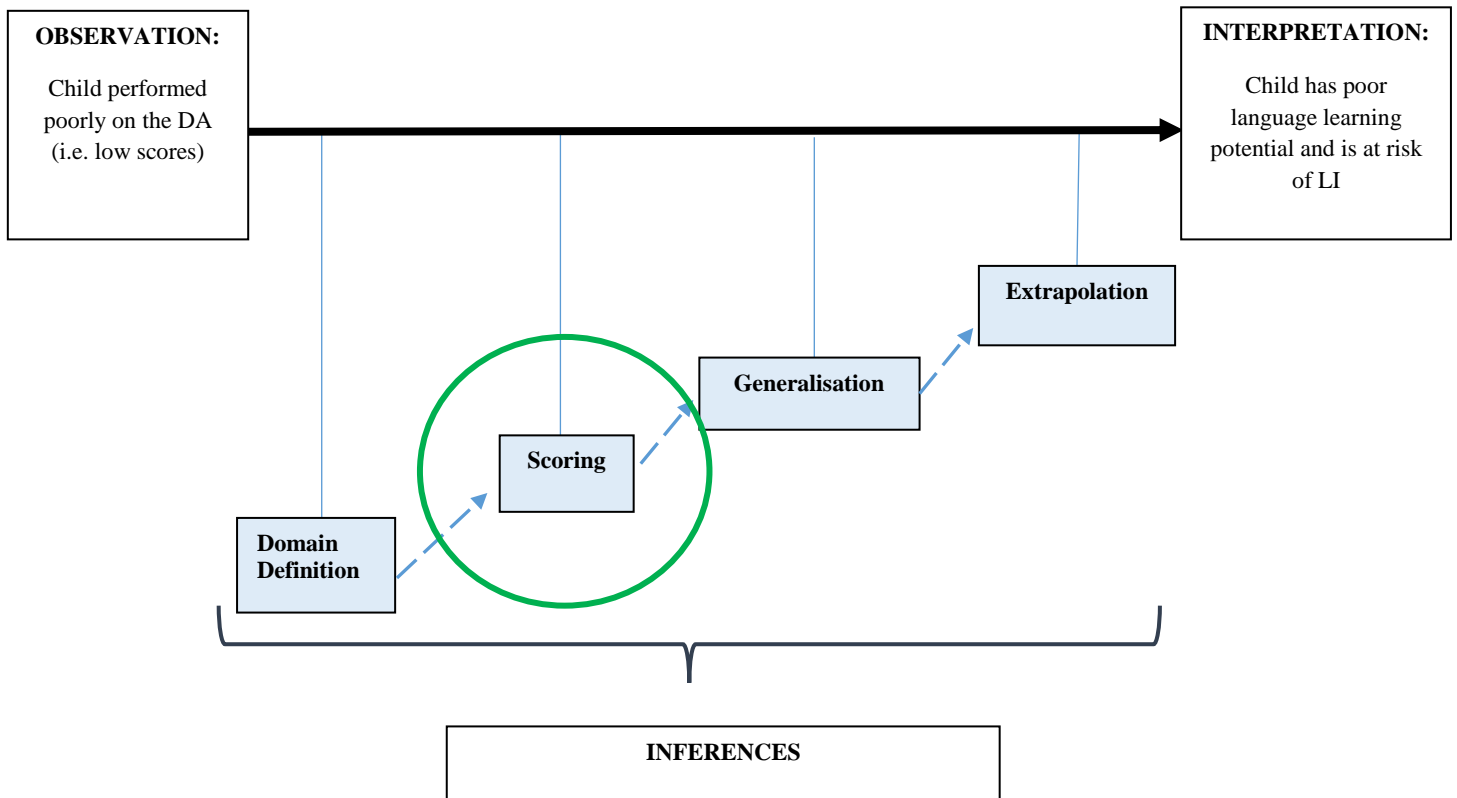 OBSERVATION:
Child performed
poorly on the DA
(i.e. low scores)
INTERPRETATION:
Child has poor
language learning
potential and is at risk
of LI
Extrapolation
Generalisation
Scoring
Domain
Definition
INFERENCES